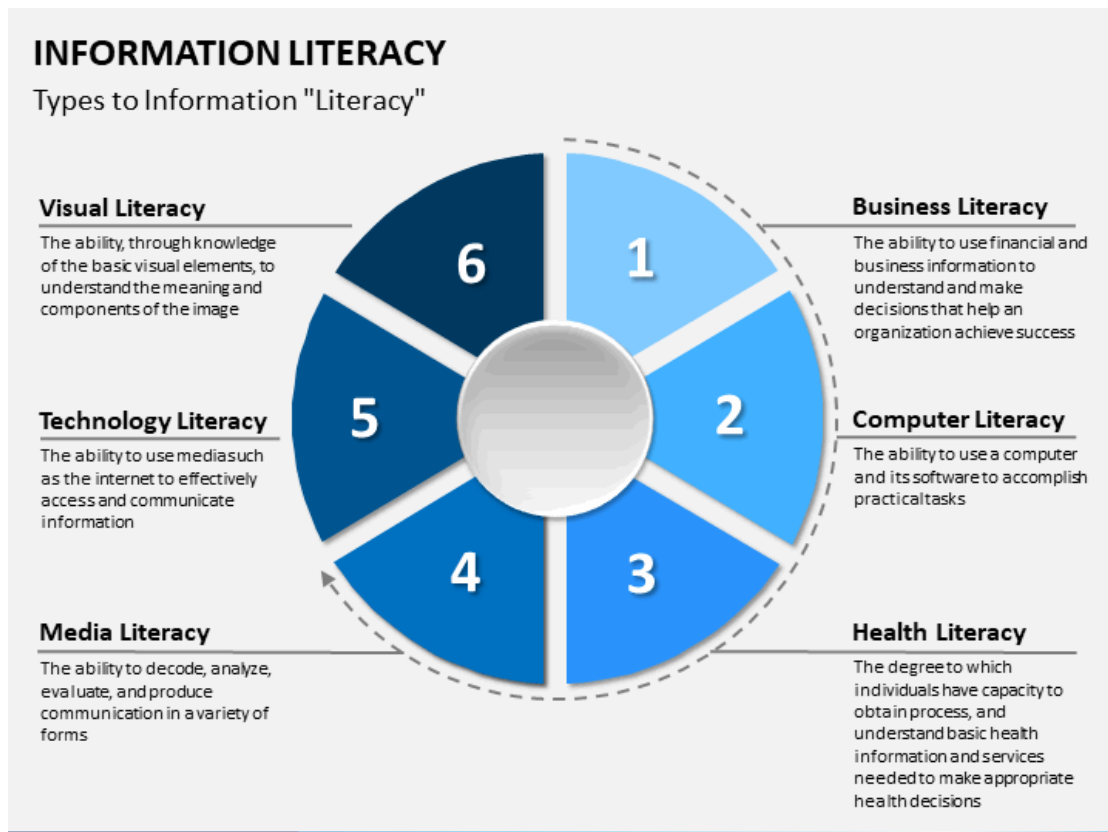 INFORMATION LITERACY
Types to Information "Literacy"
Visual Literacy
The ability, through knowledge
of the basic visual elements, to
understand the meaning and
components of the image
Technology Literacy
The ability to use media such
as the internet to effectively
access and communicate
information
Media Literacy
The ability to decode, analyze,
evaluate, and produce
communication in a variety of
forms
6
1
5
2
4
3
Business Literacy
The ability to use financial and
business information to
understand and make
decisions that help an
organization achieve success
Computer Literacy
The ability to use a computer
and its software to accomplish
practical tasks
Health Literacy
The degree to which
individuals have capacity to
obtain process, and
understand basic health
information and services
needed to make appropriate
health decisions